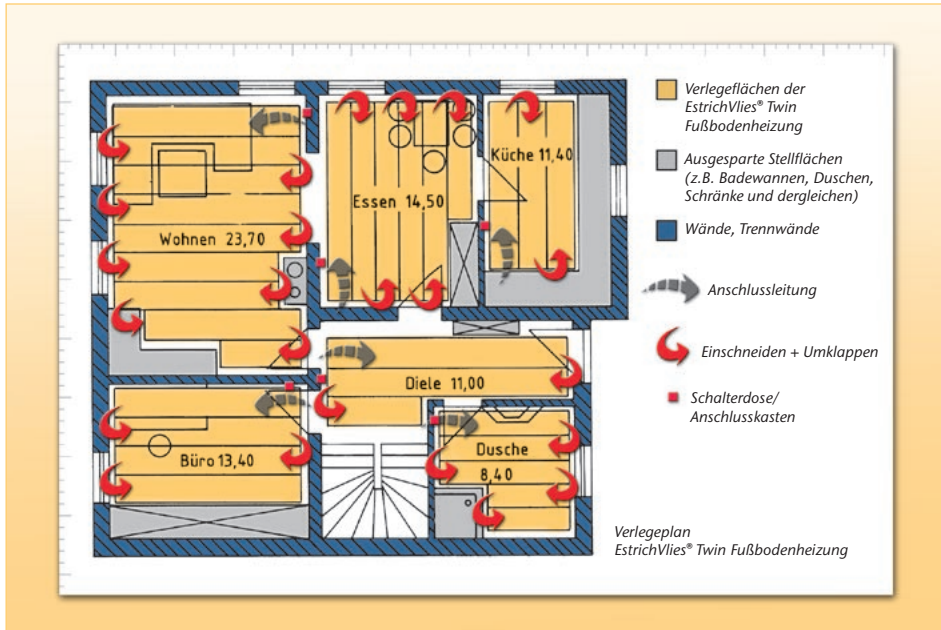 Verlegeflächen der
EstrichVlies® Twin
Fußbodenheizung
Küche 11,40
Ausgesparte Stellflächen
(z.B. Badewannen, Duschen,
Schränke und dergleichen)
Essen 14,50
Wohnen 23,70
Wände, Trennwände
Anschlussleitung
Einschneiden + Umklappen
Diele 11,00
Schalterdose/
Anschlusskasten
Büro 13,40
Dusche
8,40
Verlegeplan
EstrichVlies® Twin Fußbodenheizung